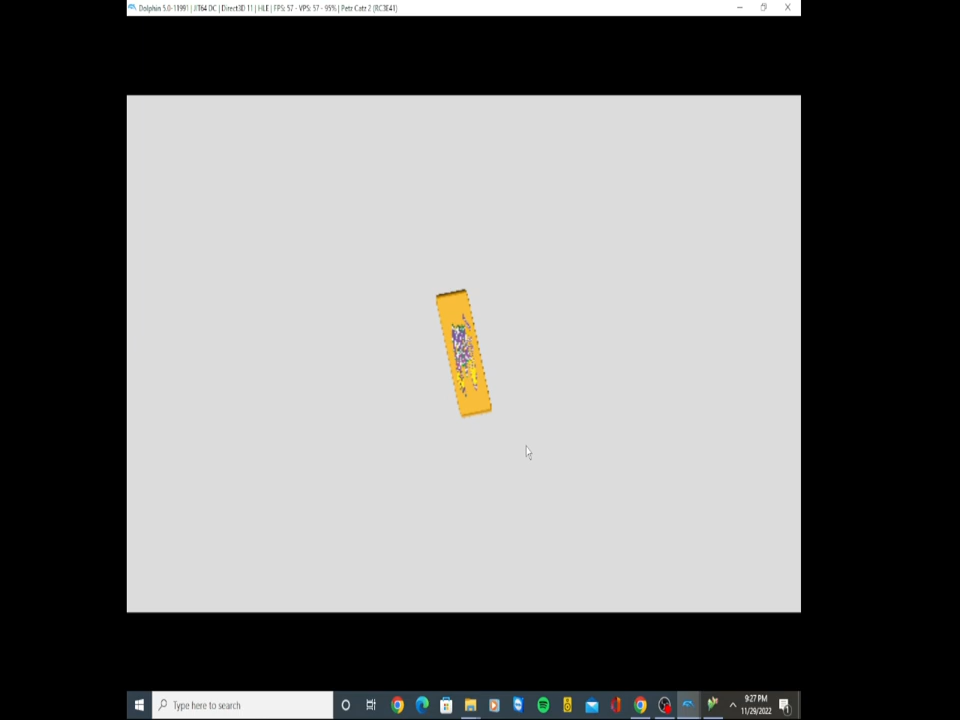 Dolphin 5.0-11991 | JIT64 DC | Direct3D 11 | HLE | FPS: 57 - VPS: 57 - 95% | Petz Catz 2 (RC3E41)
Type here to search
9:27 PM
11/29/2022
1